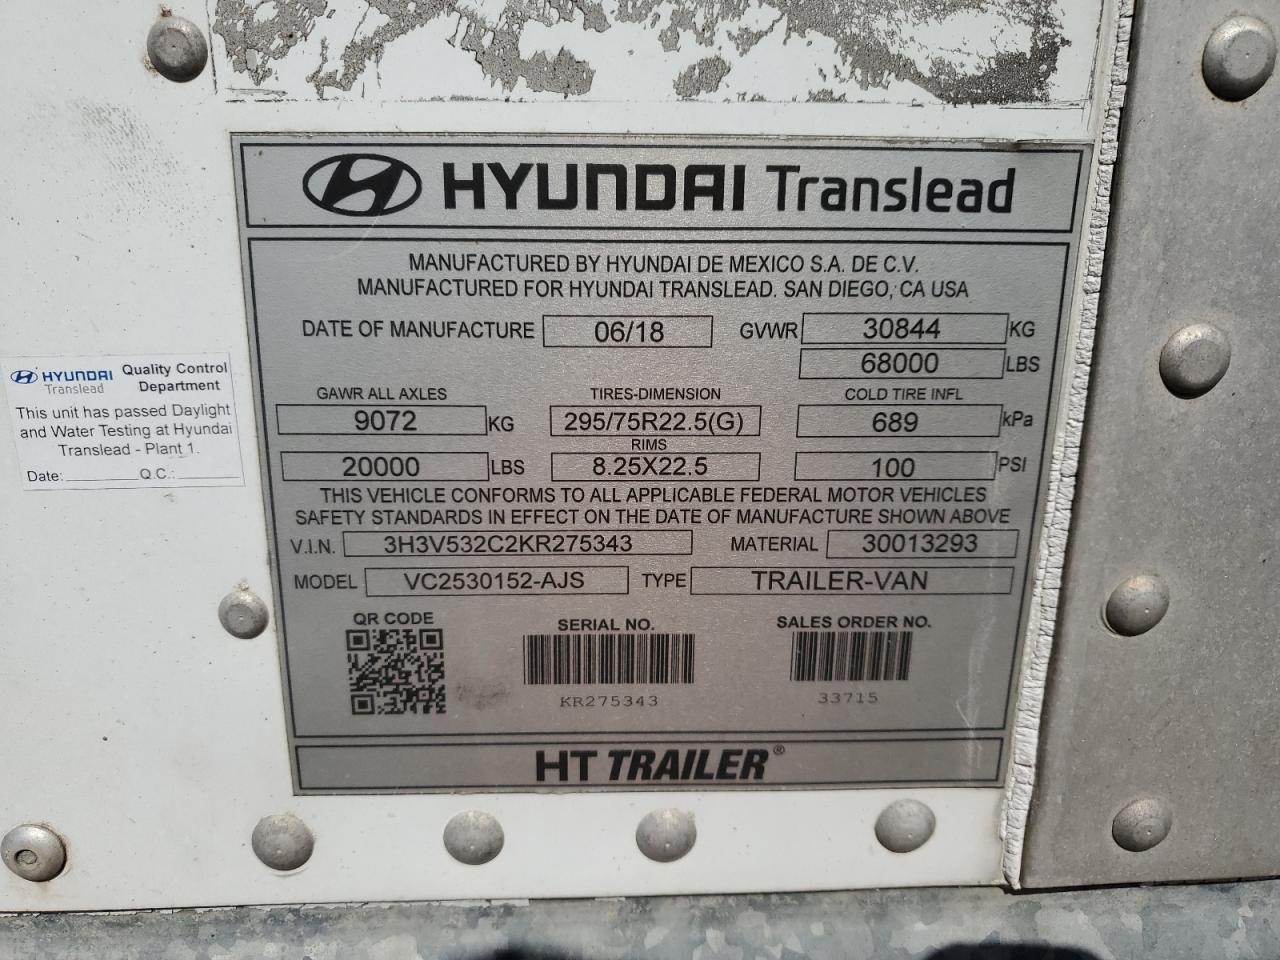 HYUNDAI Translead
MANUFACTURED BY HYUNDAI DE MEXICO S.A. DE C.V.
MANUFACTURED FOR HYUNDAI TRANSLEAD. SAN DIEGO, CA USA
DATE OF MANUFACTURE 06/18 GVWR 30844 KG
68000 LBS
GAWR ALL AXLES TIRES-DIMENSION COLD TIRE INFL
9072 KG 295/75R22.5(G) 689 kPa
RIMS
20000 LBS 8.25X22.5 100 PSI
THIS VEHICLE CONFORMS TO ALL APPLICABLE FEDERAL MOTOR VEHICLES
SAFETY STANDARDS IN EFFECT ON THE DATE OF MANUFACTURE SHOWN ABOVE
V.I.N. 3H3V532C2KR275343 MATERIAL 30013293
MODEL VC2530152-AJS TYPE TRAILER-VAN
QR CODE SERIAL NO. SALES ORDER NO.
KR275343 33715
HT TRAILER®
HYUNDAI Translead Quality Control Department
This unit has passed Daylight
and Water Testing at Hyundai
Translead - Plant 1.
Date: Q.C.: